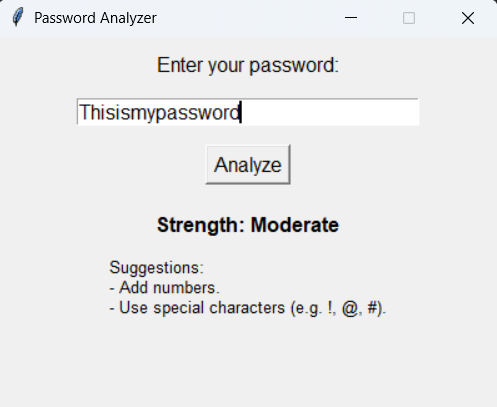 Password Analyzer
Enter your password:
Thisismypassword
Analyze
Strength: Moderate
Suggestions:
- Add numbers.
- Use special characters (e.g. !, @, #).